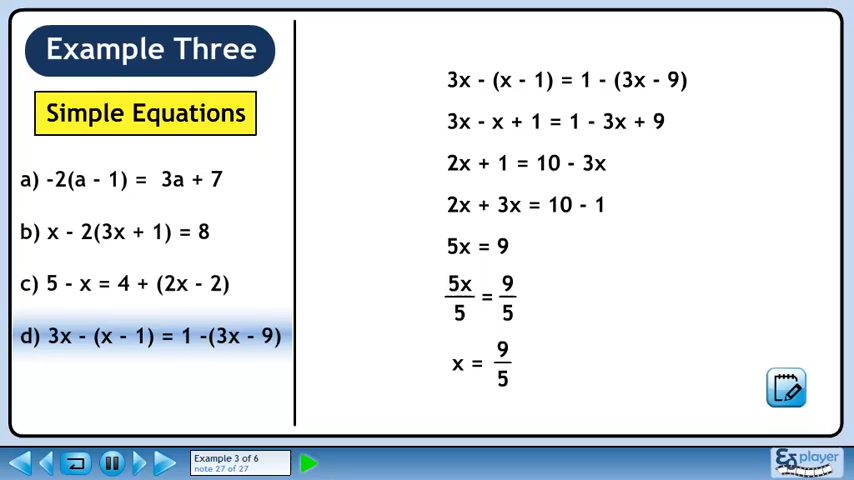 Example Three
Simple Equations
a) -2(a - 1) = 3a + 7
b) x - 2(3x + 1) = 8
c) 5 - x = 4 + (2x - 2)
d) 3x - (x - 1) = 1 -(3x - 9)
3x - (x - 1) = 1 - (3x - 9)
3x - x + 1 = 1 - 3x + 9
2x + 1 = 10 - 3x
2x + 3x = 10 - 1
5x = 9
5x/5 = 9/5
x = 9/5
Example 3 of 6
note 27 of 27
EQ player